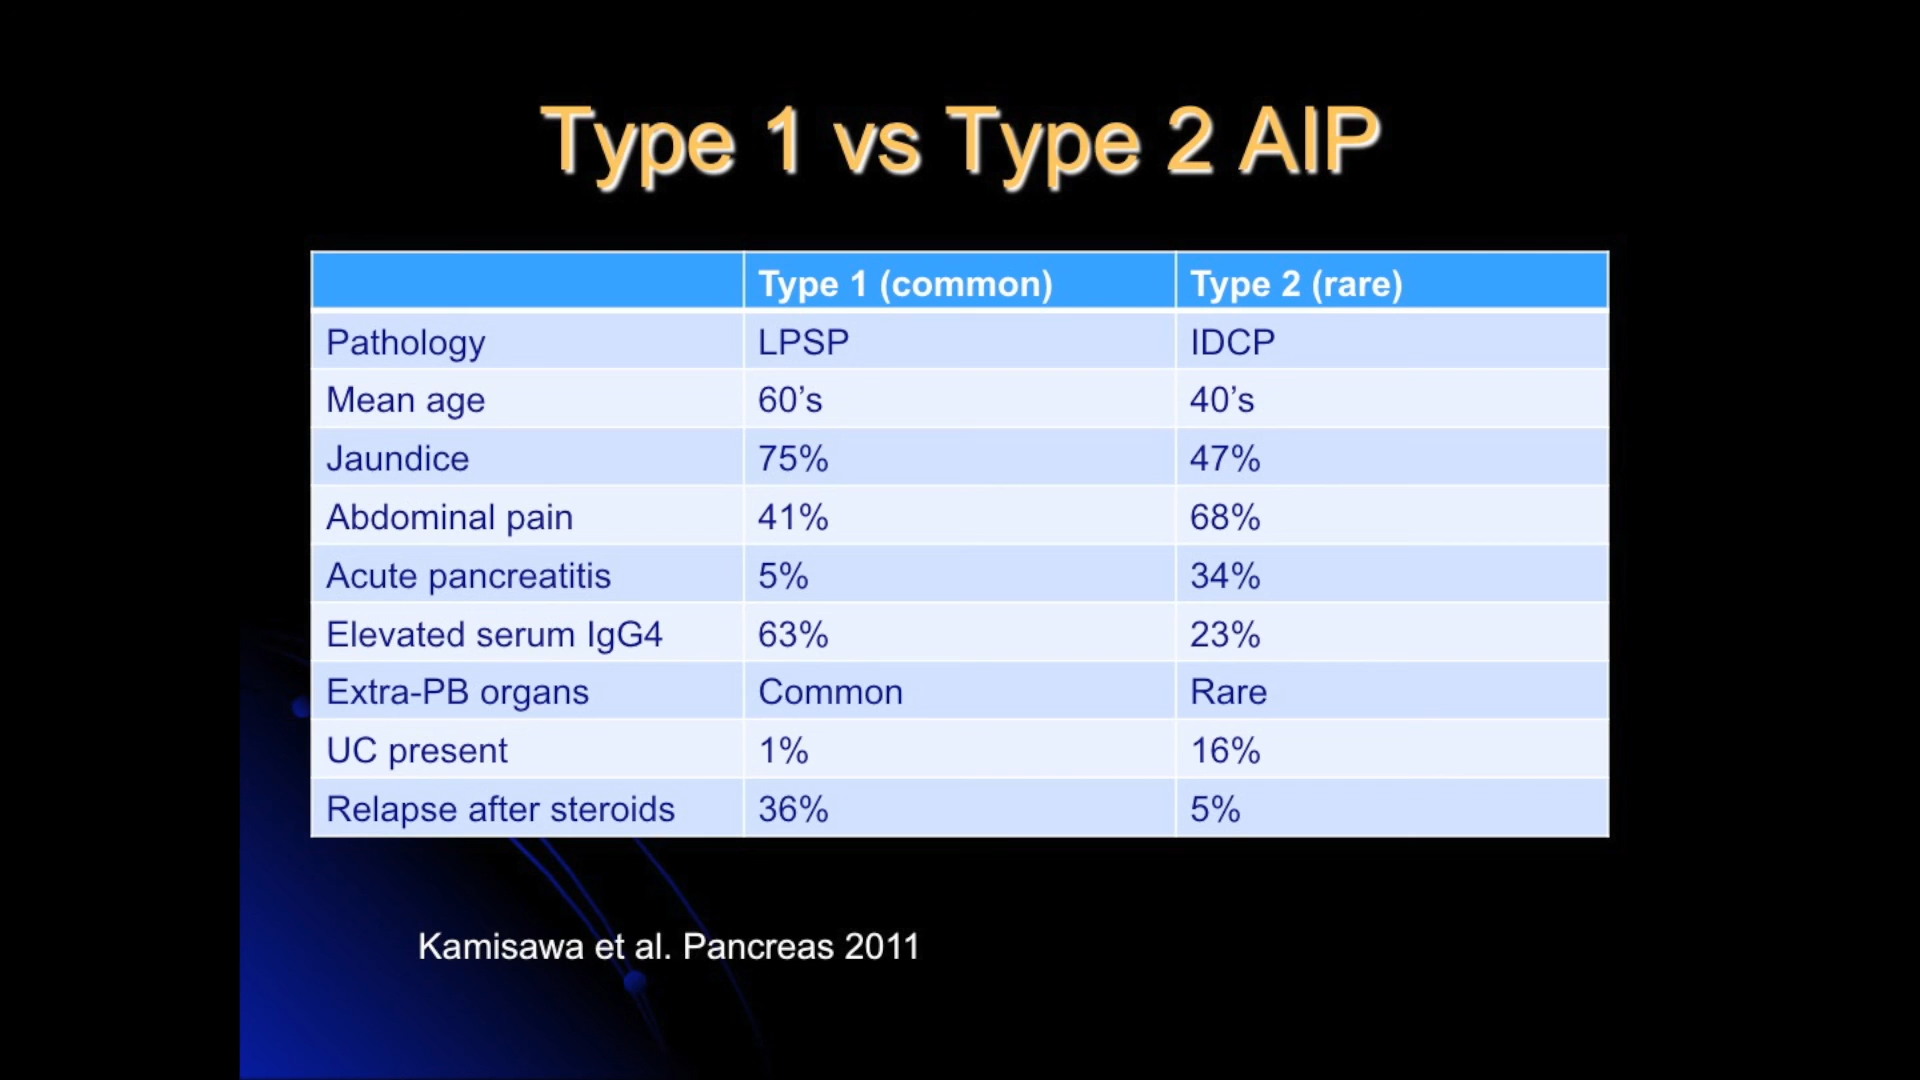 Type 1 vs Type 2 AIP
Type 1 (common) Type 2 (rare)
Pathology LPSP IDCP
Mean age 60’s 40’s
Jaundice 75% 47%
Abdominal pain 41% 68%
Acute pancreatitis 5% 34%
Elevated serum IgG4 63% 23%
Extra-PB organs Common Rare
UC present 1% 16%
Relapse after steroids 36% 5%
Kamisawa et al. Pancreas 2011